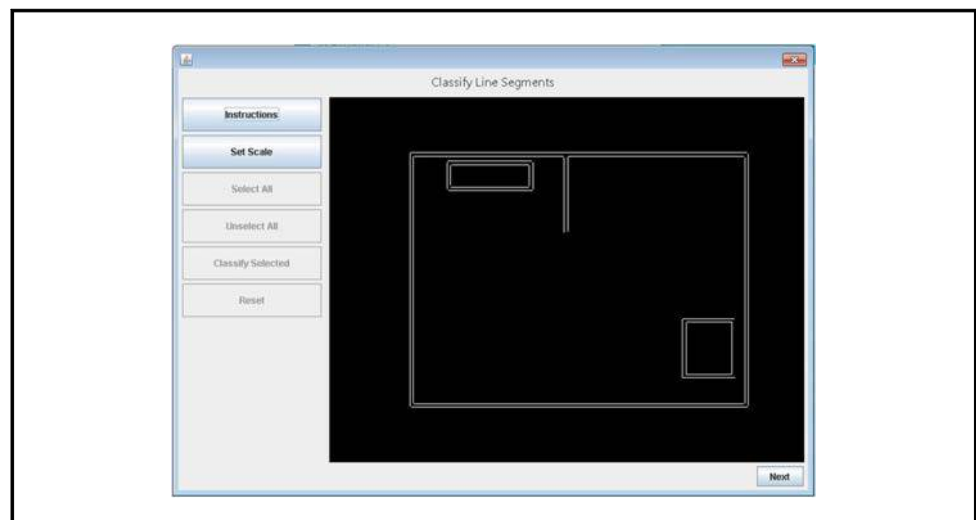 Classify Line Segments
Instructions
Set Scale
Select All
Unselect All
Classify Selected
Reset
Next